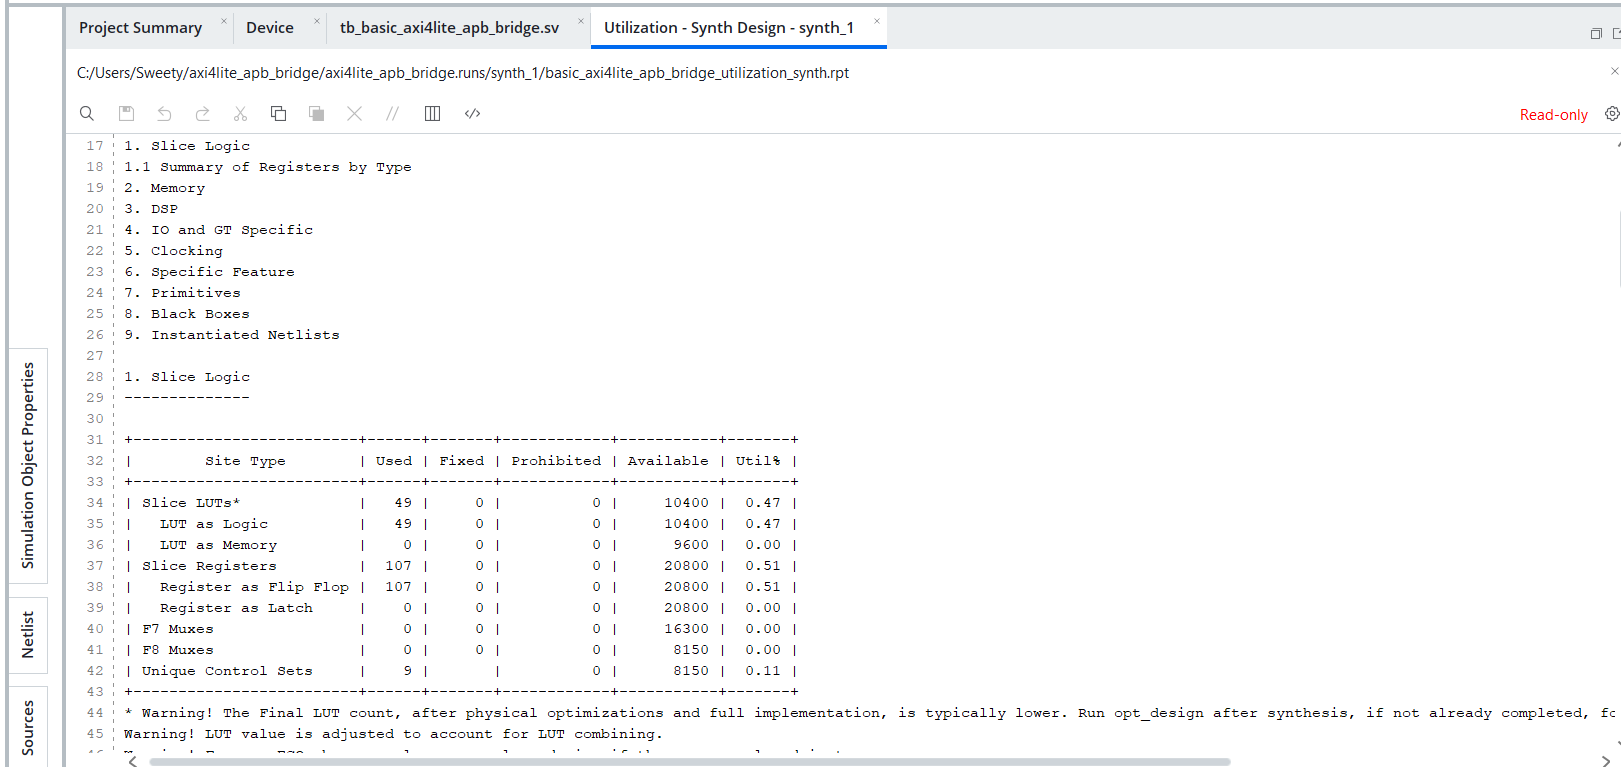 Project Summary
Device
tb_basic_axi4lite_apb_bridge.sv
Utilization - Synth Design - synth_1
C:/Users/Sweety/axi4lite_apb_bridge/axi4lite_apb_bridge.runs/synth_1/basic_axi4lite_apb_bridge_utilization_synth.rpt
Read-only
17 1. Slice Logic
18 1.1 Summary of Registers by Type
19 2. Memory
20 3. DSP
21 4. IO and GT Specific
22 5. Clocking
23 6. Specific Feature
24 7. Primitives
25 8. Black Boxes
26 9. Instantiated Netlists
27
28 1. Slice Logic
29 --------------
30
31 +--------------------------+------+-------+------------+-----------+-------+
32 |         Site Type        | Used | Fixed | Prohibited | Available | Util% |
33 +--------------------------+------+-------+------------+-----------+-------+
34 | Slice LUTs*              |   49 |     0 |          0 |     10400 |  0.47 |
35 |   LUT as Logic           |   49 |     0 |          0 |     10400 |  0.47 |
36 |   LUT as Memory          |    0 |     0 |          0 |      9600 |  0.00 |
37 | Slice Registers          |  107 |     0 |          0 |     20800 |  0.51 |
38 |   Register as Flip Flop  |  107 |     0 |          0 |     20800 |  0.51 |
39 |   Register as Latch      |    0 |     0 |          0 |     20800 |  0.00 |
40 | F7 Muxes                 |    0 |     0 |          0 |     16300 |  0.00 |
41 | F8 Muxes                 |    0 |     0 |          0 |      8150 |  0.00 |
42 | Unique Control Sets      |    9 |       |          0 |      8150 |  0.11 |
43 +--------------------------+------+-------+------------+-----------+-------+
44 * Warning! The Final LUT count, after physical optimizations and full implementation, is typically lower. Run opt_design after synthesis, if not already completed, fo
45 Warning! LUT value is adjusted to account for LUT combining.
Simulation Object Properties
Netlist
Sources